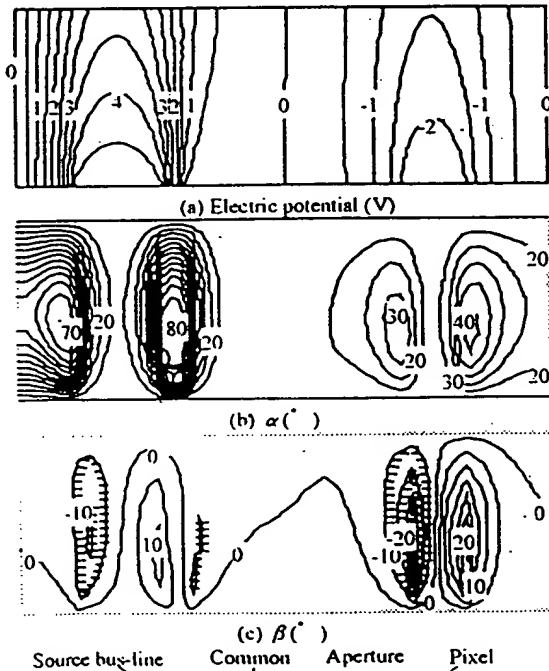 0 1 2 3 4 3 2 1 0 -1 -2 -1 0
(a) Electric potential (V)
70 20 80 20 30 20 40 30 20 20
(b) α(°)
0 -10 10 0 0 -10 -20 0 20 10 0
(c) β(°)
Source bus-line Common Aperture Pixel